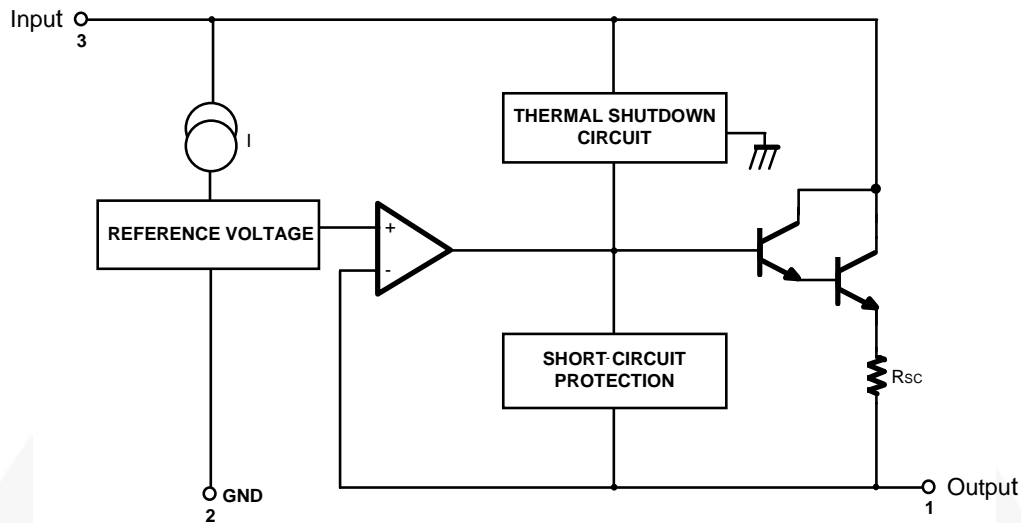 Input
3
THERMAL SHUTDOWN
CIRCUIT
I
REFERENCE VOLTAGE
+
-
SHORT-CIRCUIT
PROTECTION
RSC
GND
2
Output
1